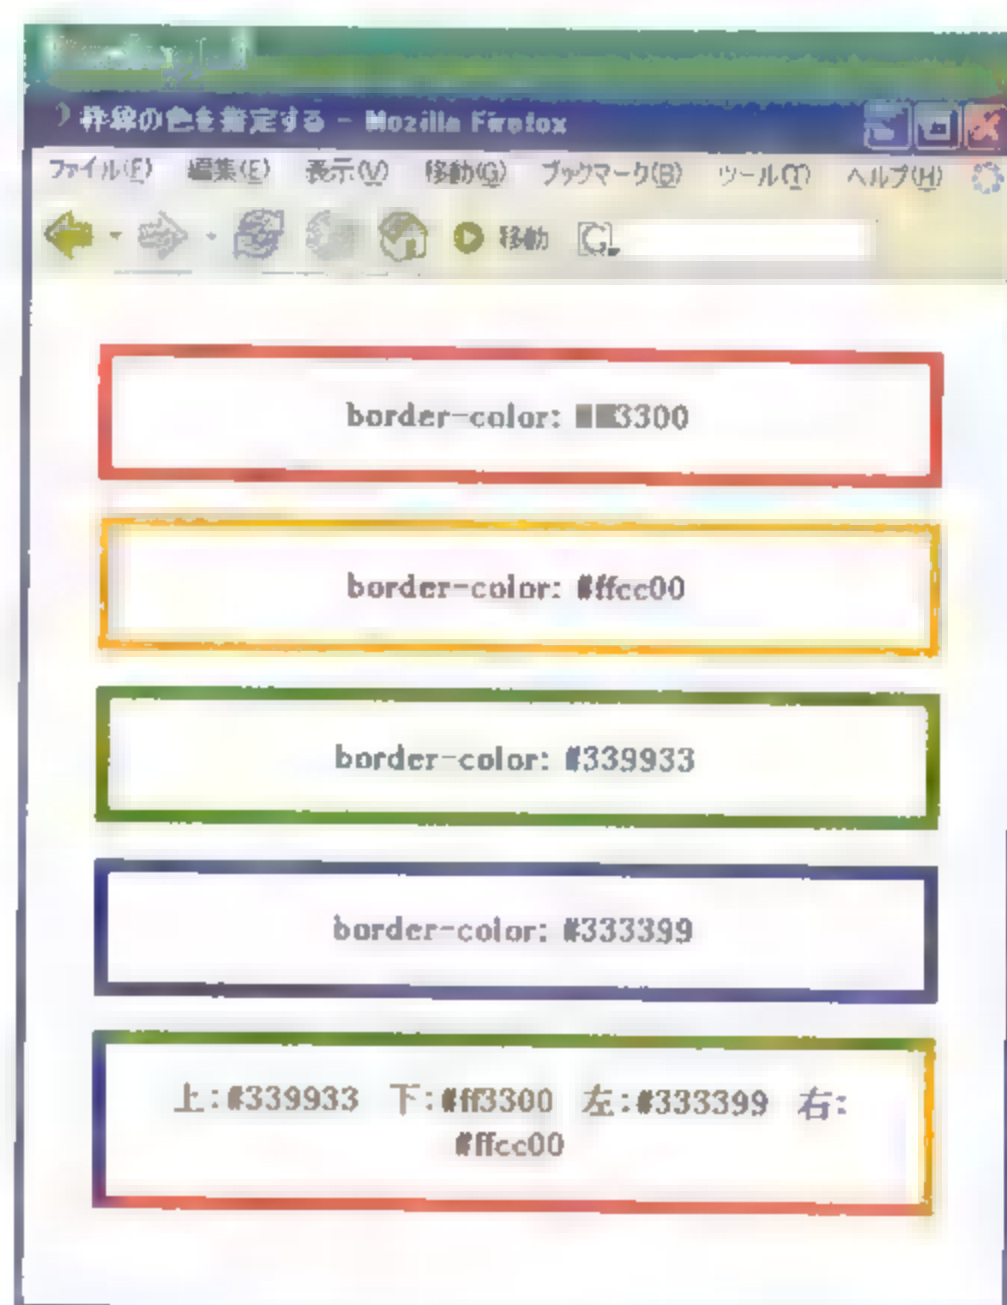 枠線の色を指定する - Mozilla Firefox
ファイル(F) 編集(E) 表示(V) 移動(G) ブックマーク(B) ツール(T) ヘルプ(H)
移動 G
border-color: 3300
border-color: #ffcc00
border-color: #339933
border-color: #333399
上:#339933 下:#ff3300 左:#333399 右:
#ffcc00